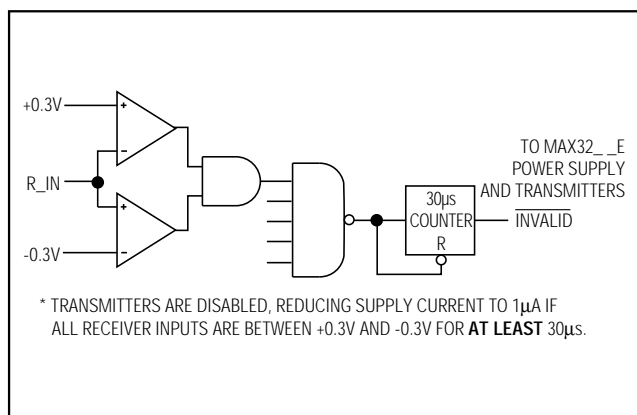 +0.3V
+
-
R_IN
+
-
-0.3V
30µs
COUNTER
R
TO MAX32_ _E
POWER SUPPLY
AND TRANSMITTERS
INVALID
* TRANSMITTERS ARE DISABLED, REDUCING SUPPLY CURRENT TO 1µA IF
ALL RECEIVER INPUTS ARE BETWEEN +0.3V AND -0.3V FOR AT LEAST 30µs.